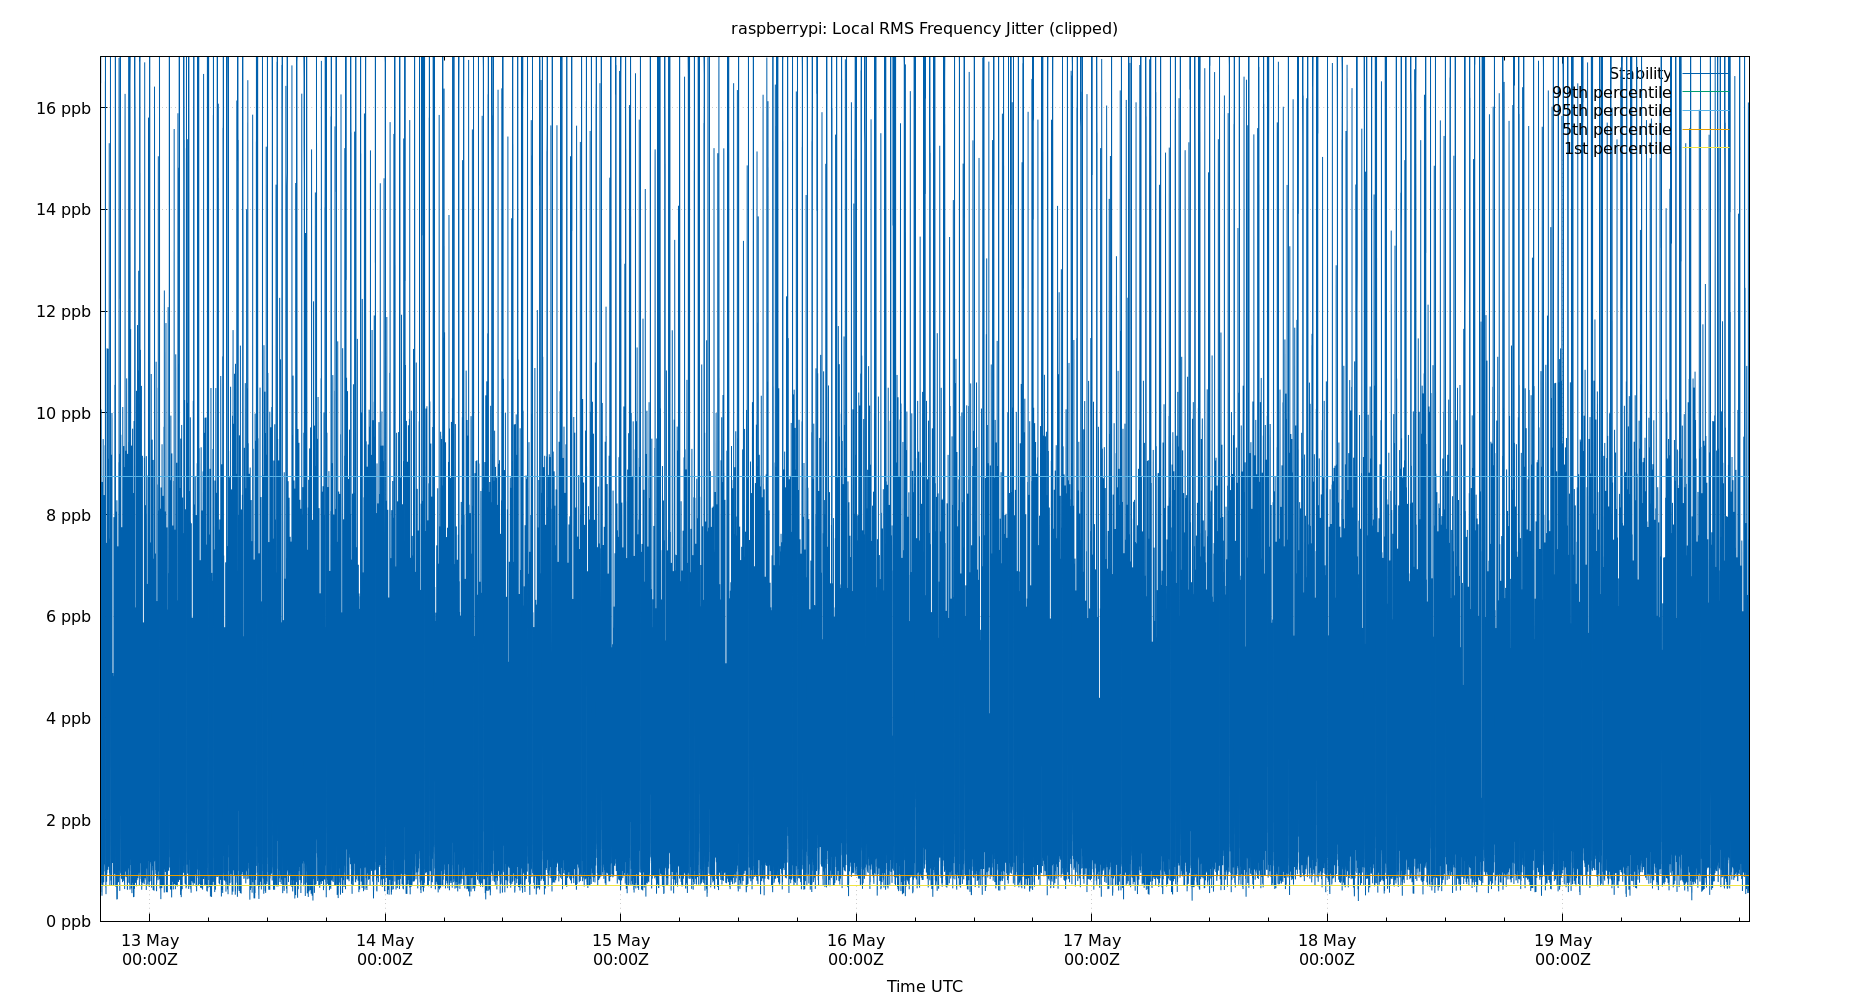 raspberrypi: Local RMS Frequency Jitter (clipped)
Stability
99th percentile
95th percentile
5th percentile
1st percentile
16 ppb
14 ppb
12 ppb
10 ppb
8 ppb
6 ppb
4 ppb
2 ppb
0 ppb
13 May 14 May 15 May 16 May 17 May 18 May 19 May
00:00Z 00:00Z 00:00Z 00:00Z 00:00Z 00:00Z 00:00Z
Time UTC